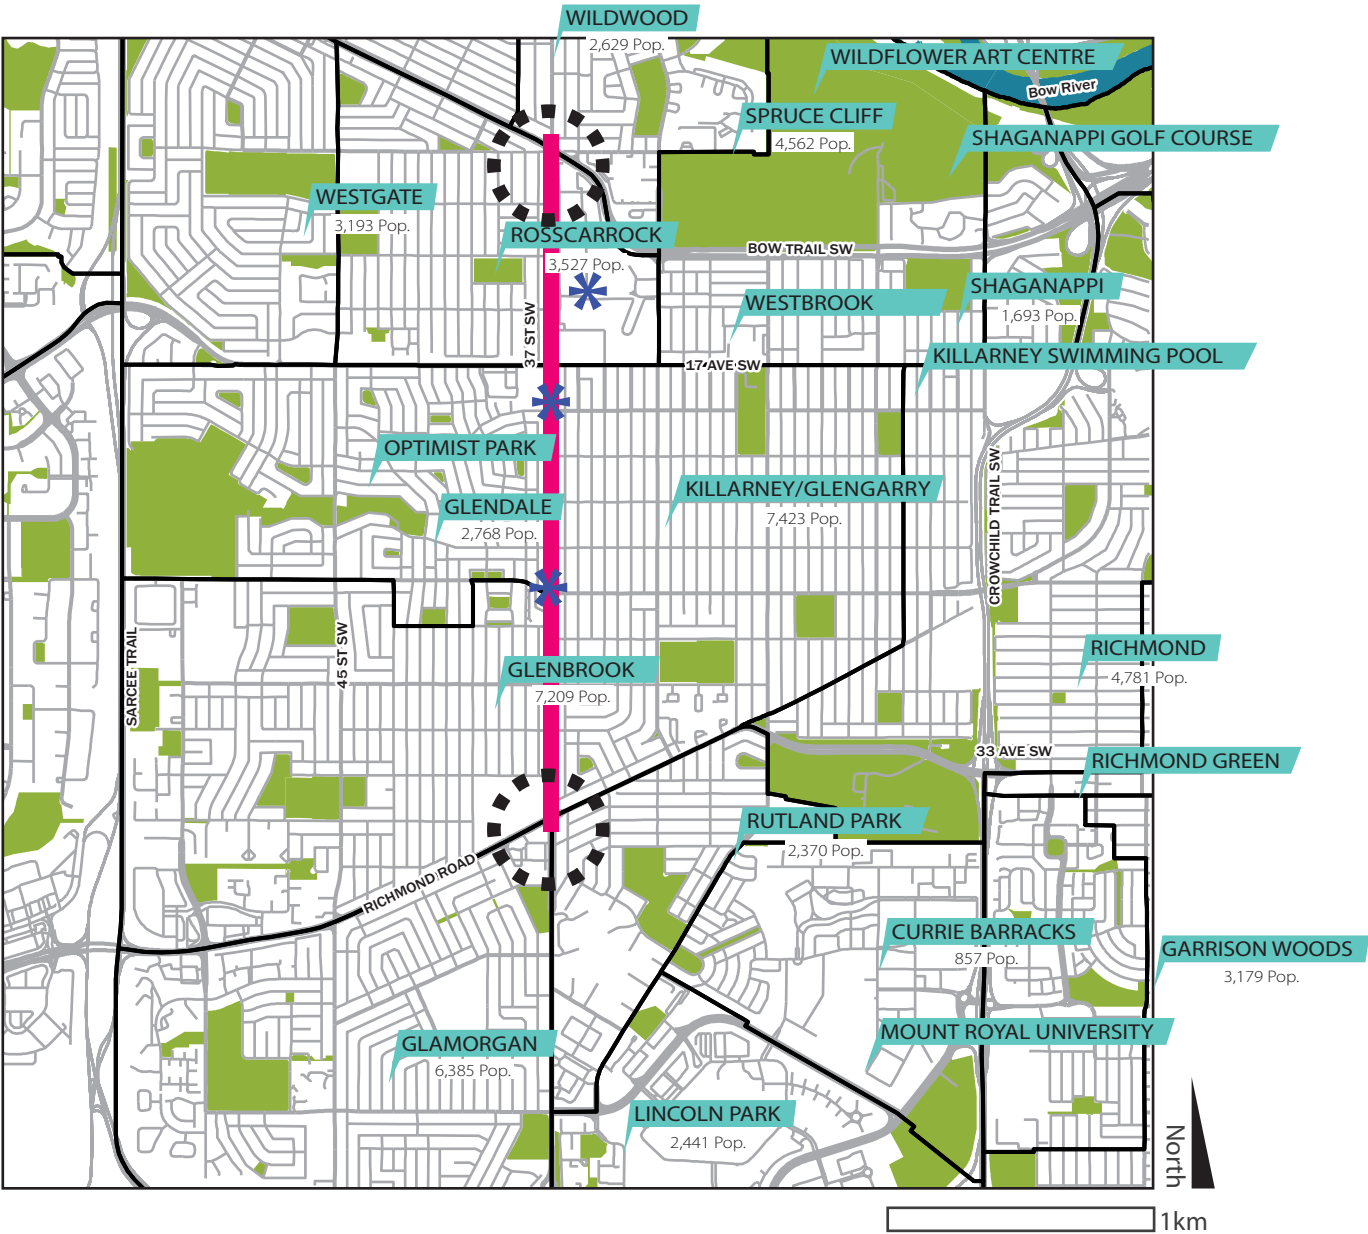 WILDWOOD
2,629 Pop.
WILDFLOWER ART CENTRE
Bow River
SPRUCE CLIFF
4,562 Pop.
SHAGANAPPI GOLF COURSE
WESTGATE
3,193 Pop.
ROSSCARROCK
3,527 Pop.
BOW TRAIL SW
WESTBROOK
SHAGANAPPI
1,693 Pop.
37 ST SW
17 AVE SW
KILLARNEY SWIMMING POOL
OPTIMIST PARK
GLENDALE
2,768 Pop.
KILLARNEY/GLENGARRY
7,423 Pop.
CROWCHILD TRAIL SW
SARCEE TRAIL
45 ST SW
GLENBROOK
7,209 Pop.
RICHMOND
4,781 Pop.
33 AVE SW
RICHMOND GREEN
RUTLAND PARK
2,370 Pop.
RICHMOND ROAD
CURRIE BARRACKS
857 Pop.
GARRISON WOODS
3,179 Pop.
MOUNT ROYAL UNIVERSITY
GLAMORGAN
6,385 Pop.
LINCOLN PARK
2,441 Pop.
North
1km